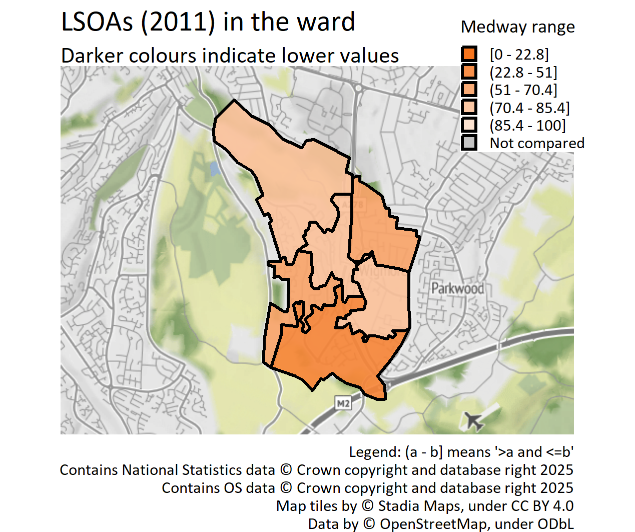 LSOAs (2011) in the ward
Darker colours indicate lower values
Medway range
[0 - 22.8]
(22.8 - 51]
(51 - 70.4]
(70.4 - 85.4]
(85.4 - 100]
Not compared
Parkwood
M2
Legend: (a - b] means '>a and <=b'
Contains National Statistics data © Crown copyright and database right 2025
Contains OS data © Crown copyright and database right 2025
Map tiles by © Stadia Maps, under CC BY 4.0
Data by © OpenStreetMap, under ODbL